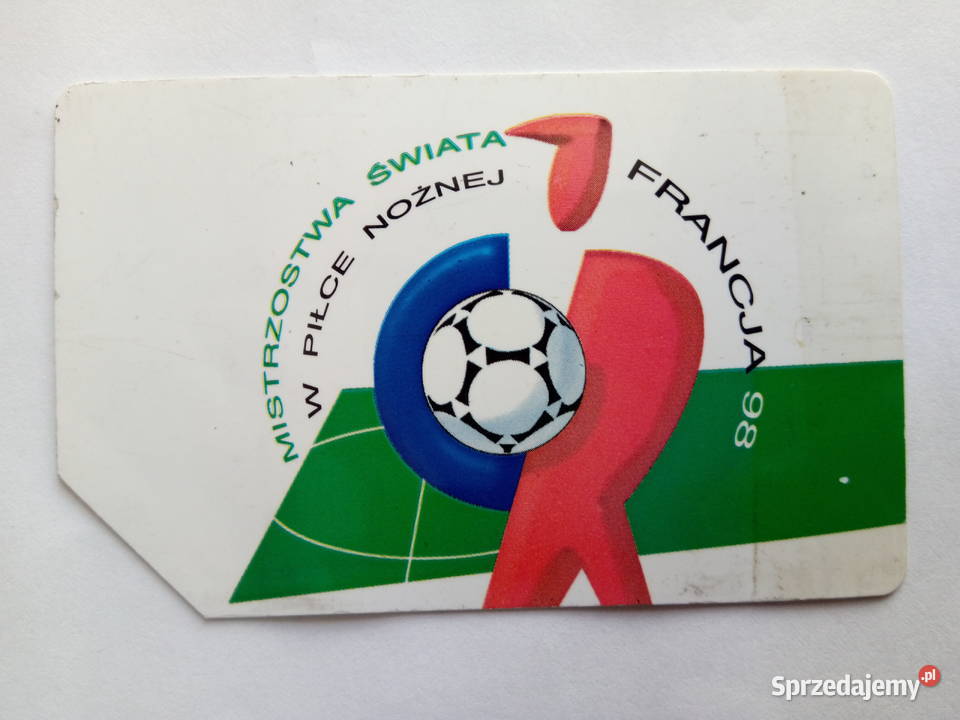 MISTRZOSTWA ŚWIATA
W PIŁCE NOŻNEJ
FRANCJA 98
Sprzedajemy.pl